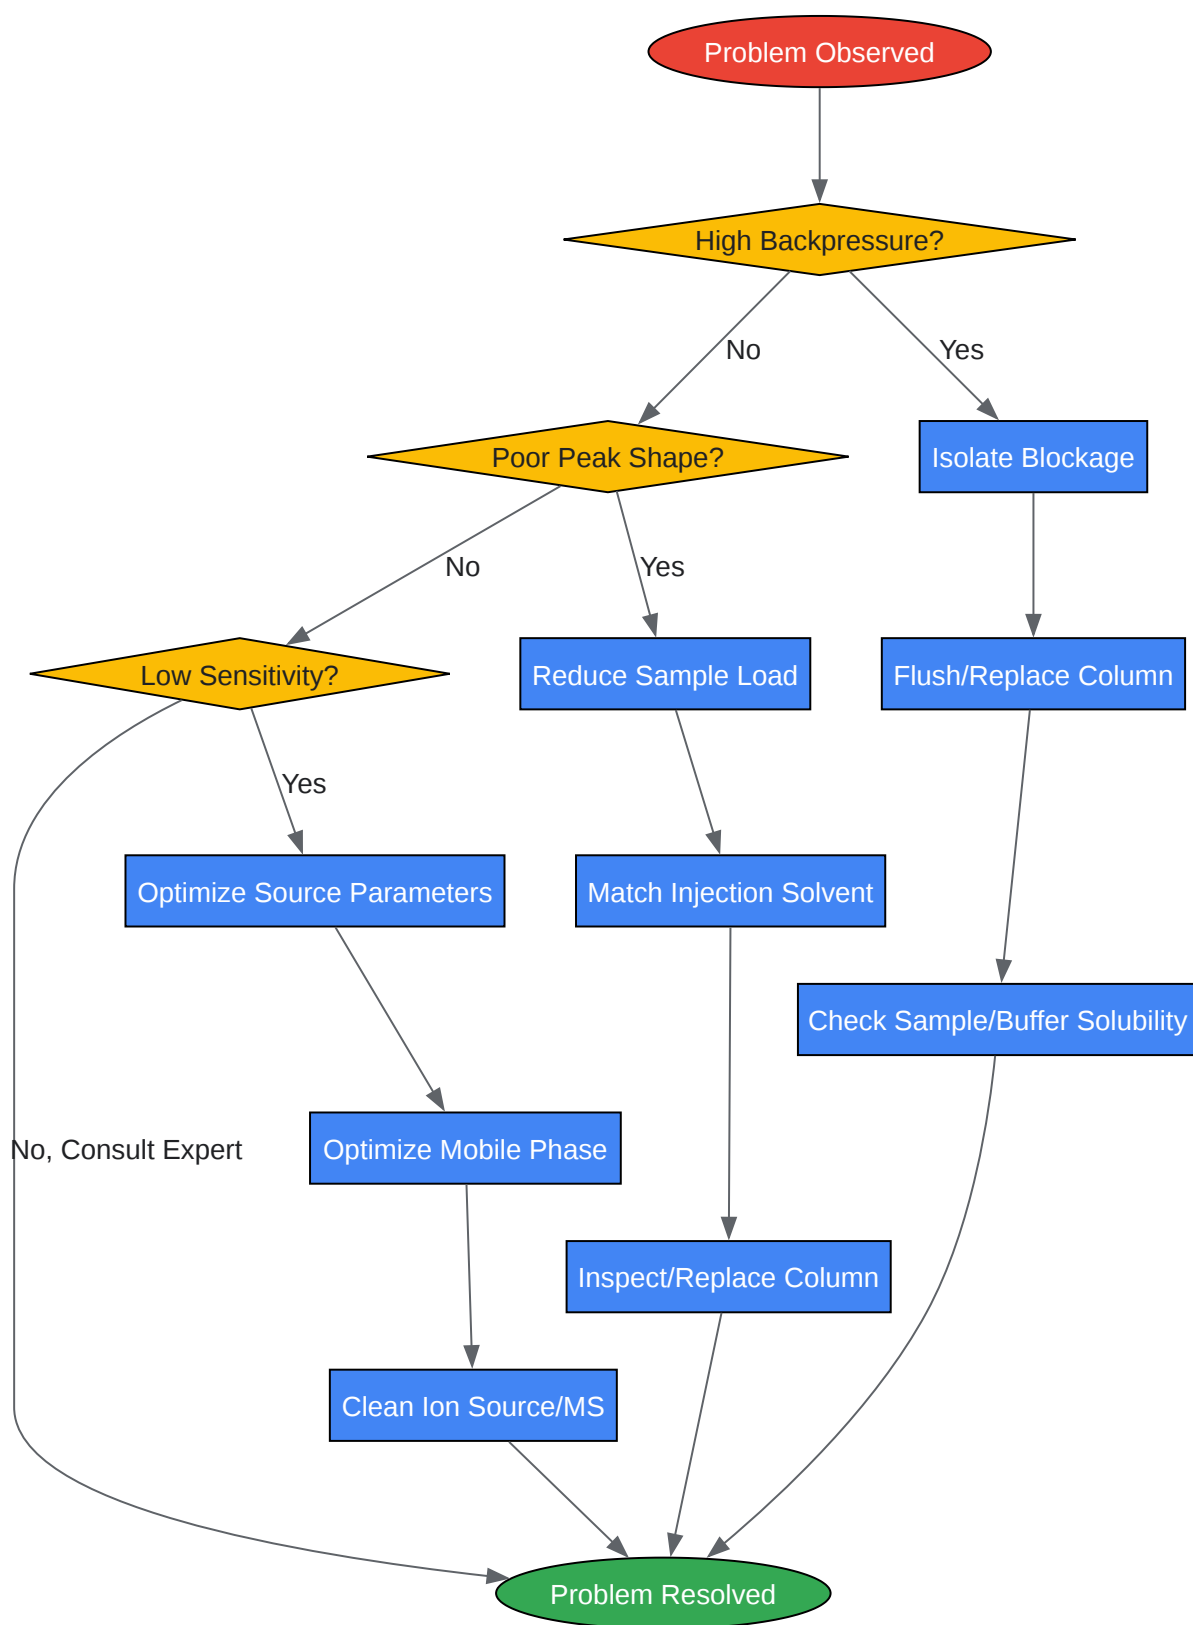 Problem Observed
High Backpressure?
No
Yes
Poor Peak Shape?
Isolate Blockage
No
Yes
Low Sensitivity?
Reduce Sample Load
Flush/Replace Column
Yes
Optimize Source Parameters
Match Injection Solvent
Check Sample/Buffer Solubility
No, Consult Expert
Optimize Mobile Phase
Inspect/Replace Column
Clean Ion Source/MS
Problem Resolved